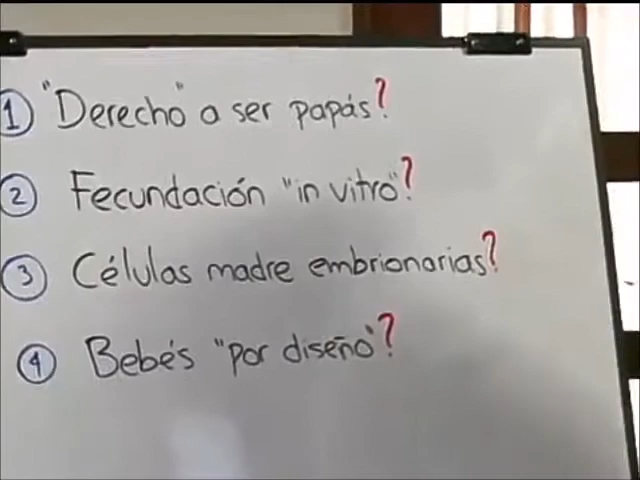 1 "Derecho" a ser papás?
2 Fecundación "in vitro"?
3 Células madre embrionarias?
4 Bebés "por diseño"?